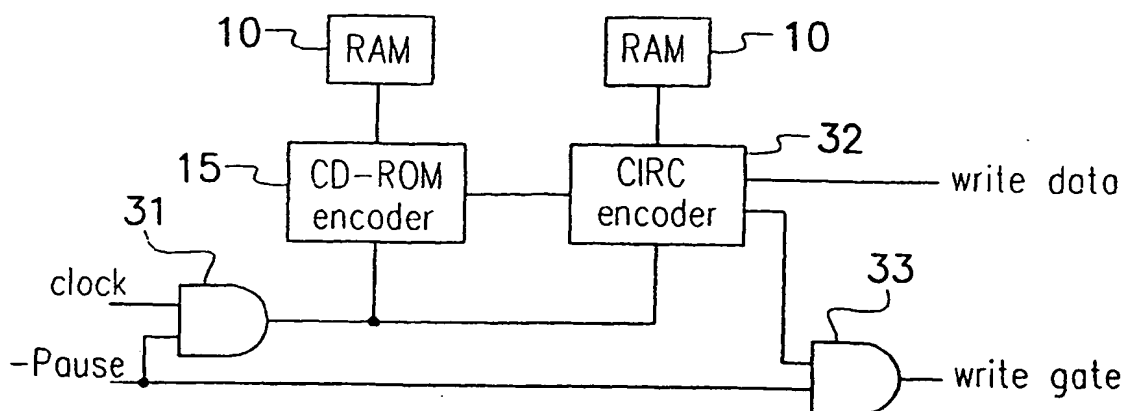 10
RAM
RAM
10
15
CD-ROM
encoder
CIRC
encoder
32
write data
31
clock
-Pause
33
write gate